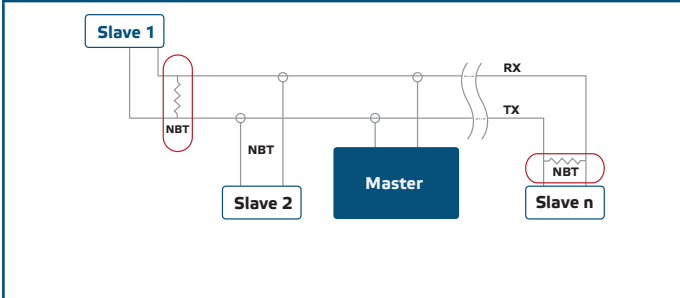 Slave 1
RX
TX
NBT
NBT
NBT
Master
Slave 2
Slave n